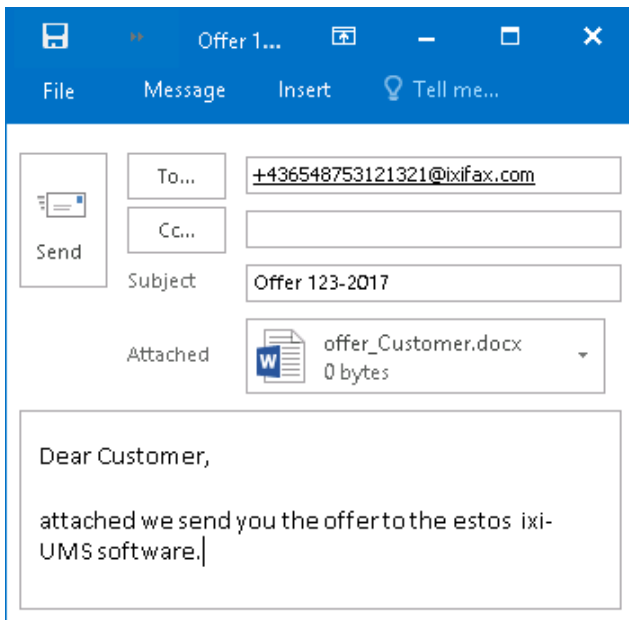 Offer 1...
File Message Insert Tell me...
To... +436548753121321@ixifax.com
Cc...
Send
Subject Offer 123-2017
Attached offer_Customer.docx
0 bytes
Dear Customer,
attached we send you the offer to the estos ixi-
UMS software.